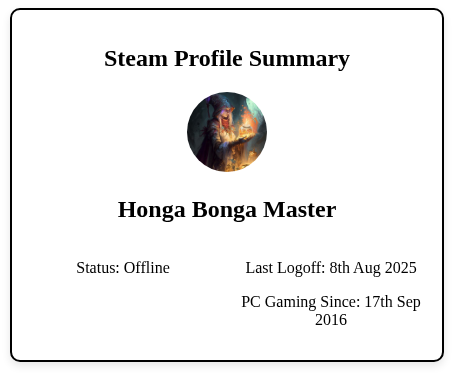 Steam Profile Summary
Honga Bonga Master
Status: Offline
Last Logoff: 8th Aug 2025
PC Gaming Since: 17th Sep
2016